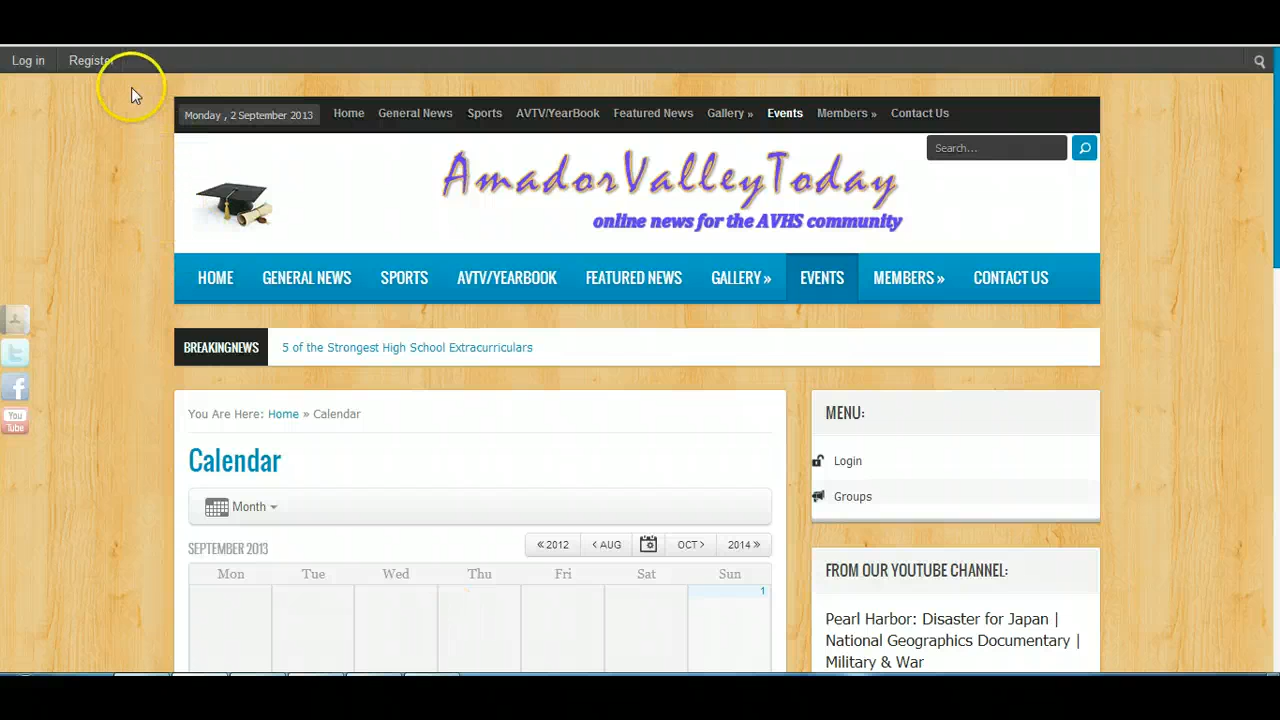 Log in Register
Monday , 2 September 2013 Home General News Sports AVTV/YearBook Featured News Gallery » Events Members » Contact Us
Search...
AmadorValleyToday
online news for the AVHS community
HOME GENERAL NEWS SPORTS AVTV/YEARBOOK FEATURED NEWS GALLERY » EVENTS MEMBERS » CONTACT US
BREAKINGNEWS 5 of the Strongest High School Extracurriculars
You Are Here: Home » Calendar
Calendar
Month
SEPTEMBER 2013
« 2012 ‹ AUG OCT › 2014 »
Mon Tue Wed Thu Fri Sat Sun
1
MENU:
Login
Groups
FROM OUR YOUTUBE CHANNEL:
Pearl Harbor: Disaster for Japan |
National Geographics Documentary |
Military & War
You
Tube